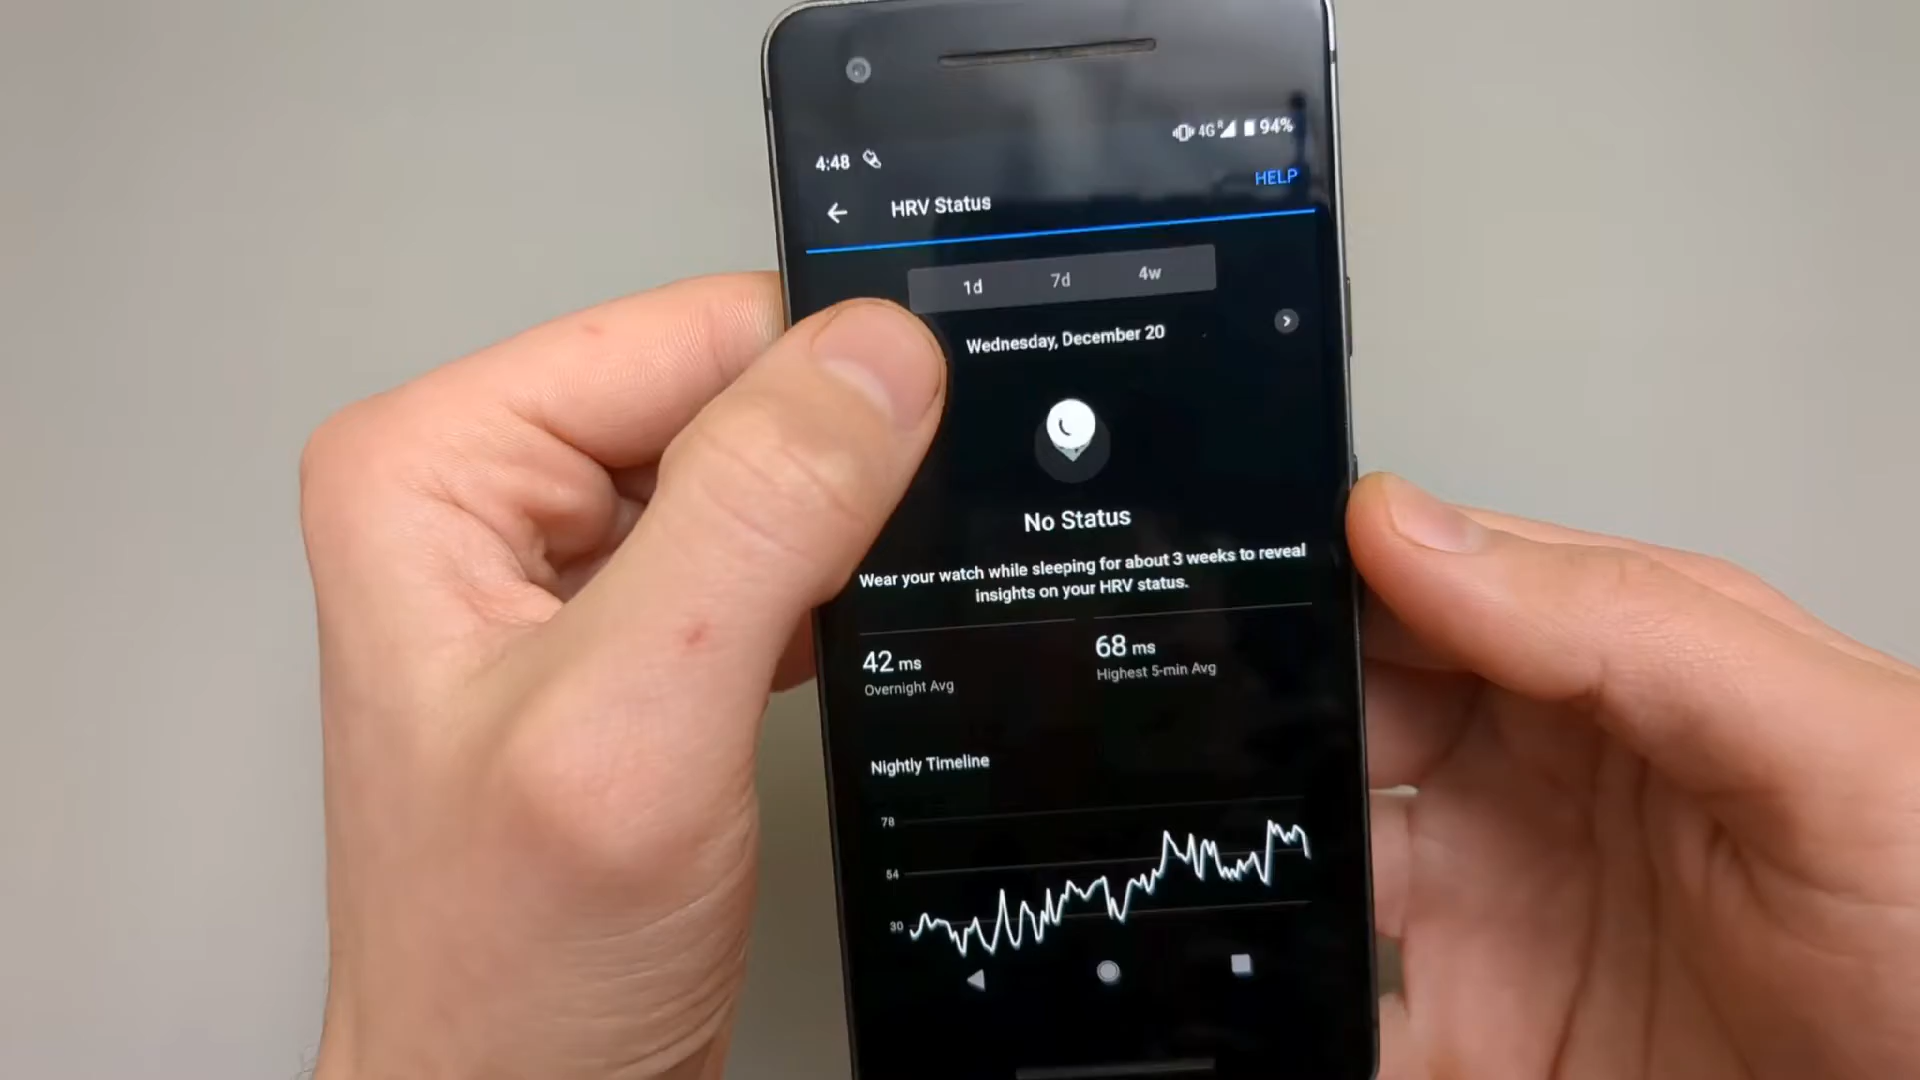 4G R 94%
4:48
HELP
HRV Status
1d 7d 4w
Wednesday, December 20
No Status
Wear your watch while sleeping for about 3 weeks to reveal
insights on your HRV status.
42 ms 68 ms
Overnight Avg Highest 5-min Avg
Nightly Timeline
78
54
30